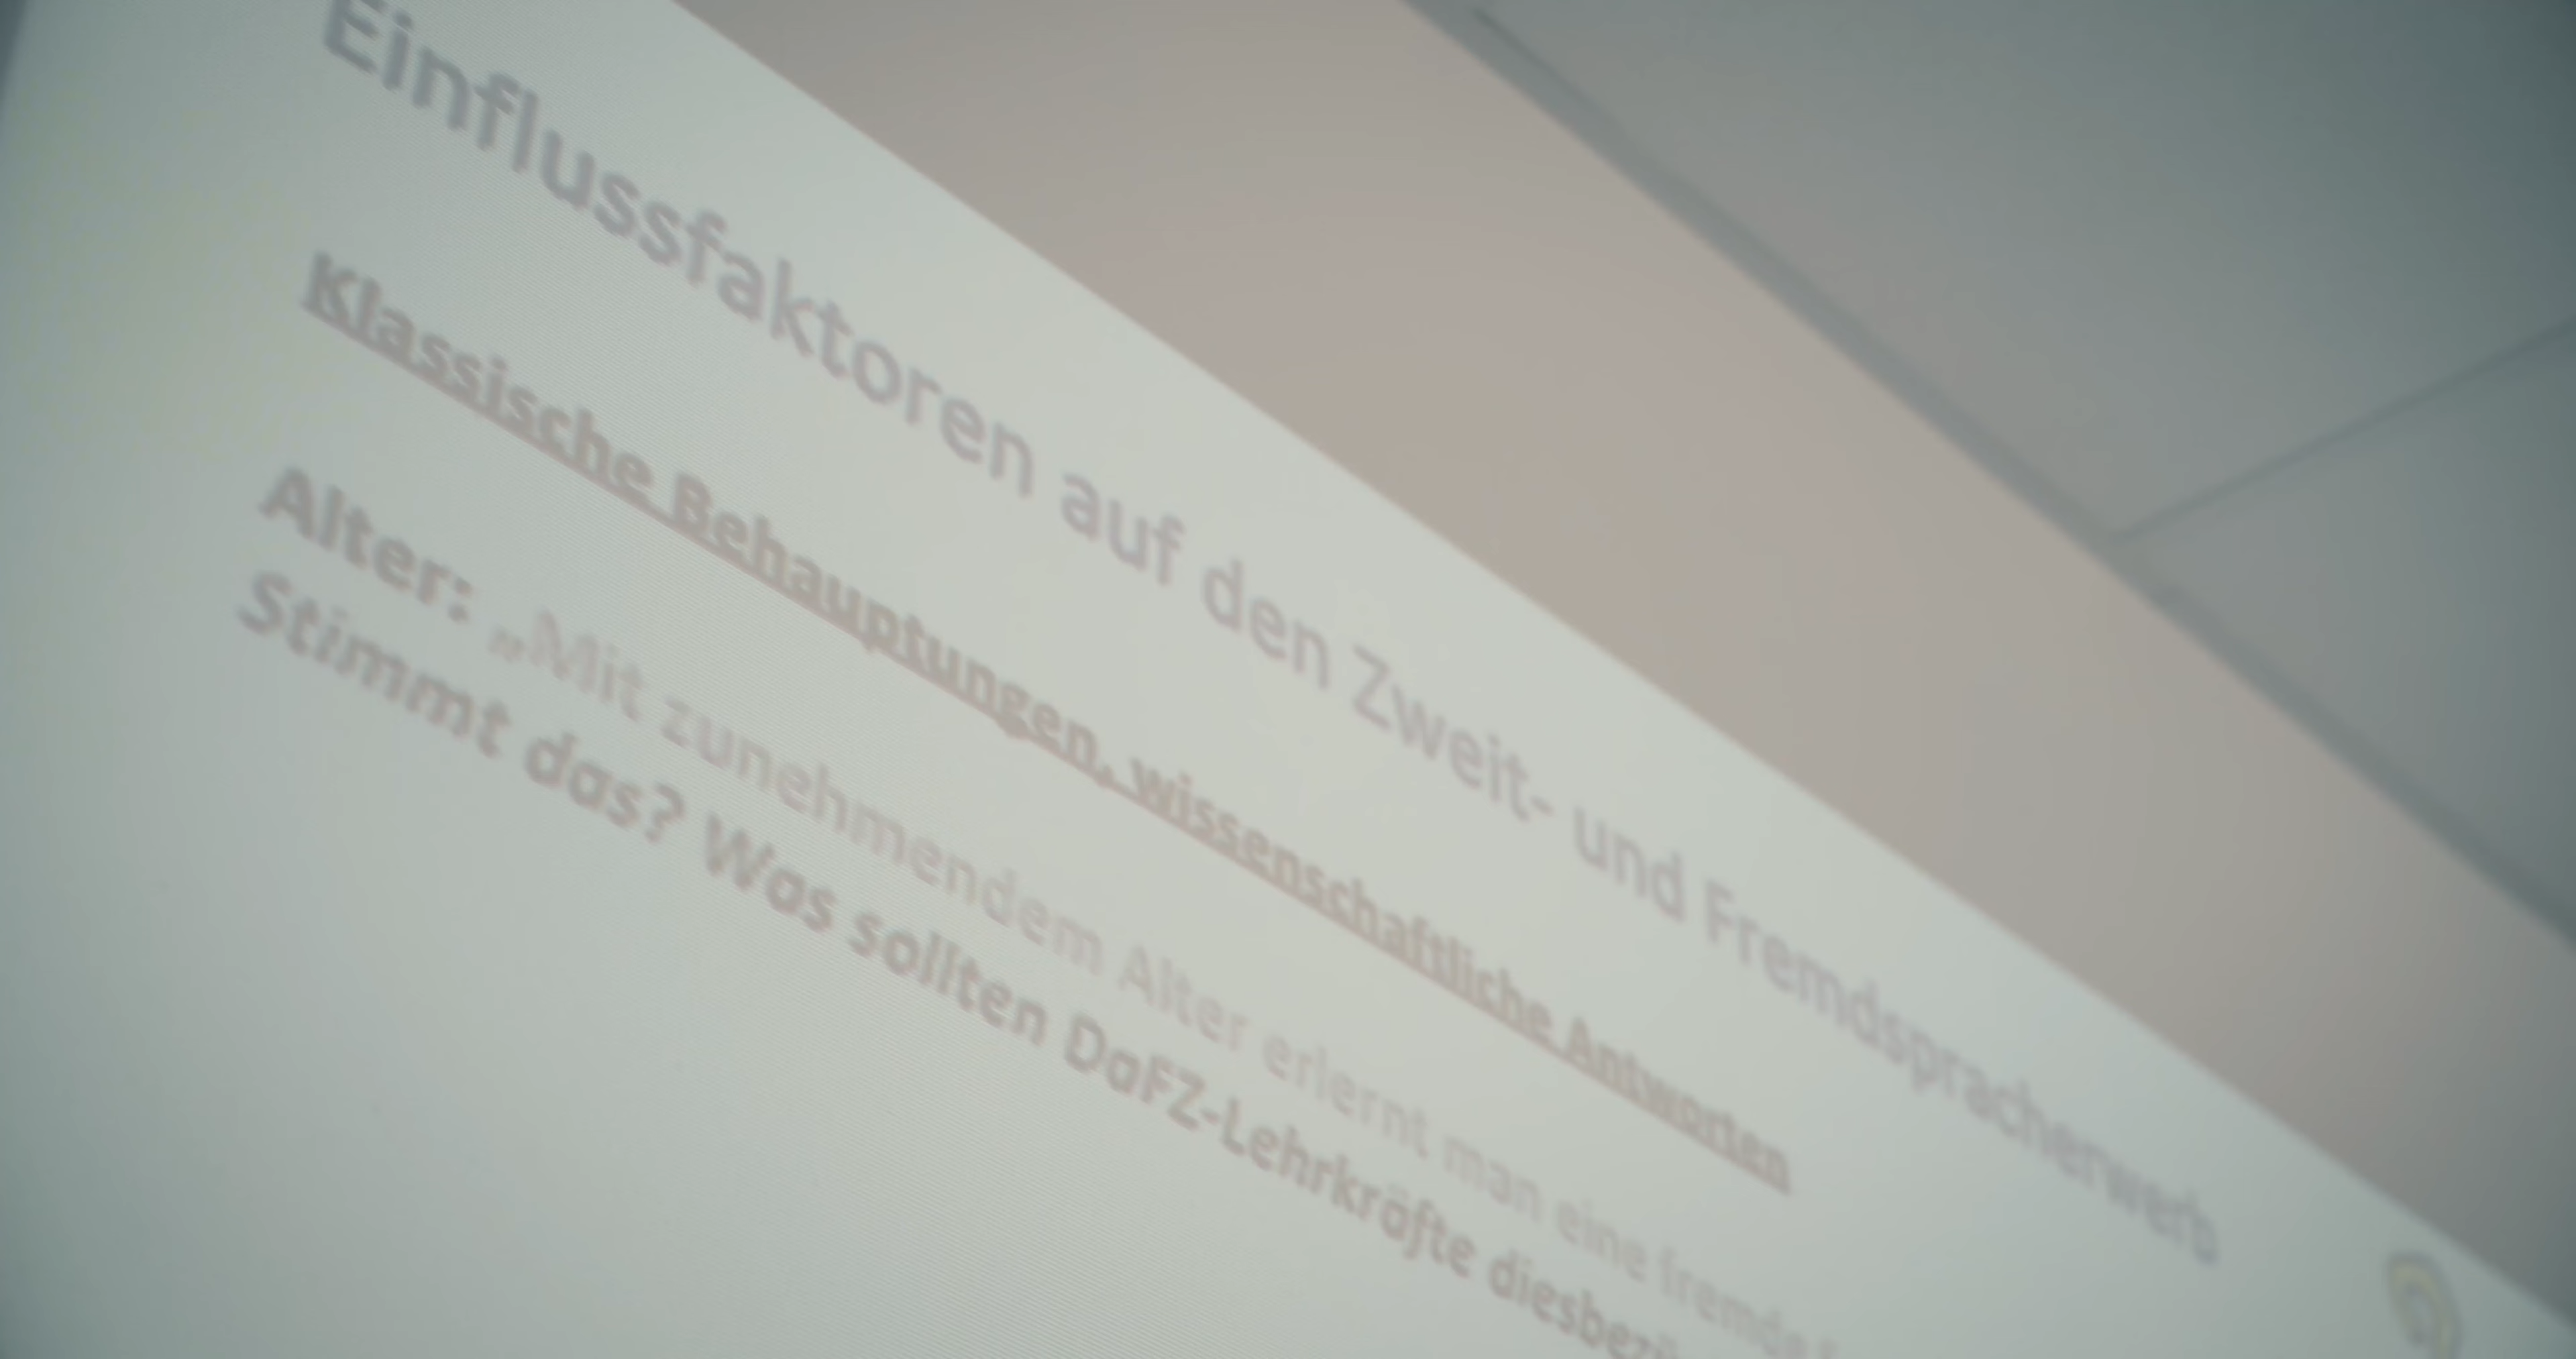 Einflussfaktoren auf den Zweit- und Fremdspracherwerb
Klassische Behauptungen, wissenschaftliche Antworten
Alter: „Mit zunehmendem Alter erlernt man eine fremde
Stimmt das? Was sollten DaFZ-Lehrkräfte